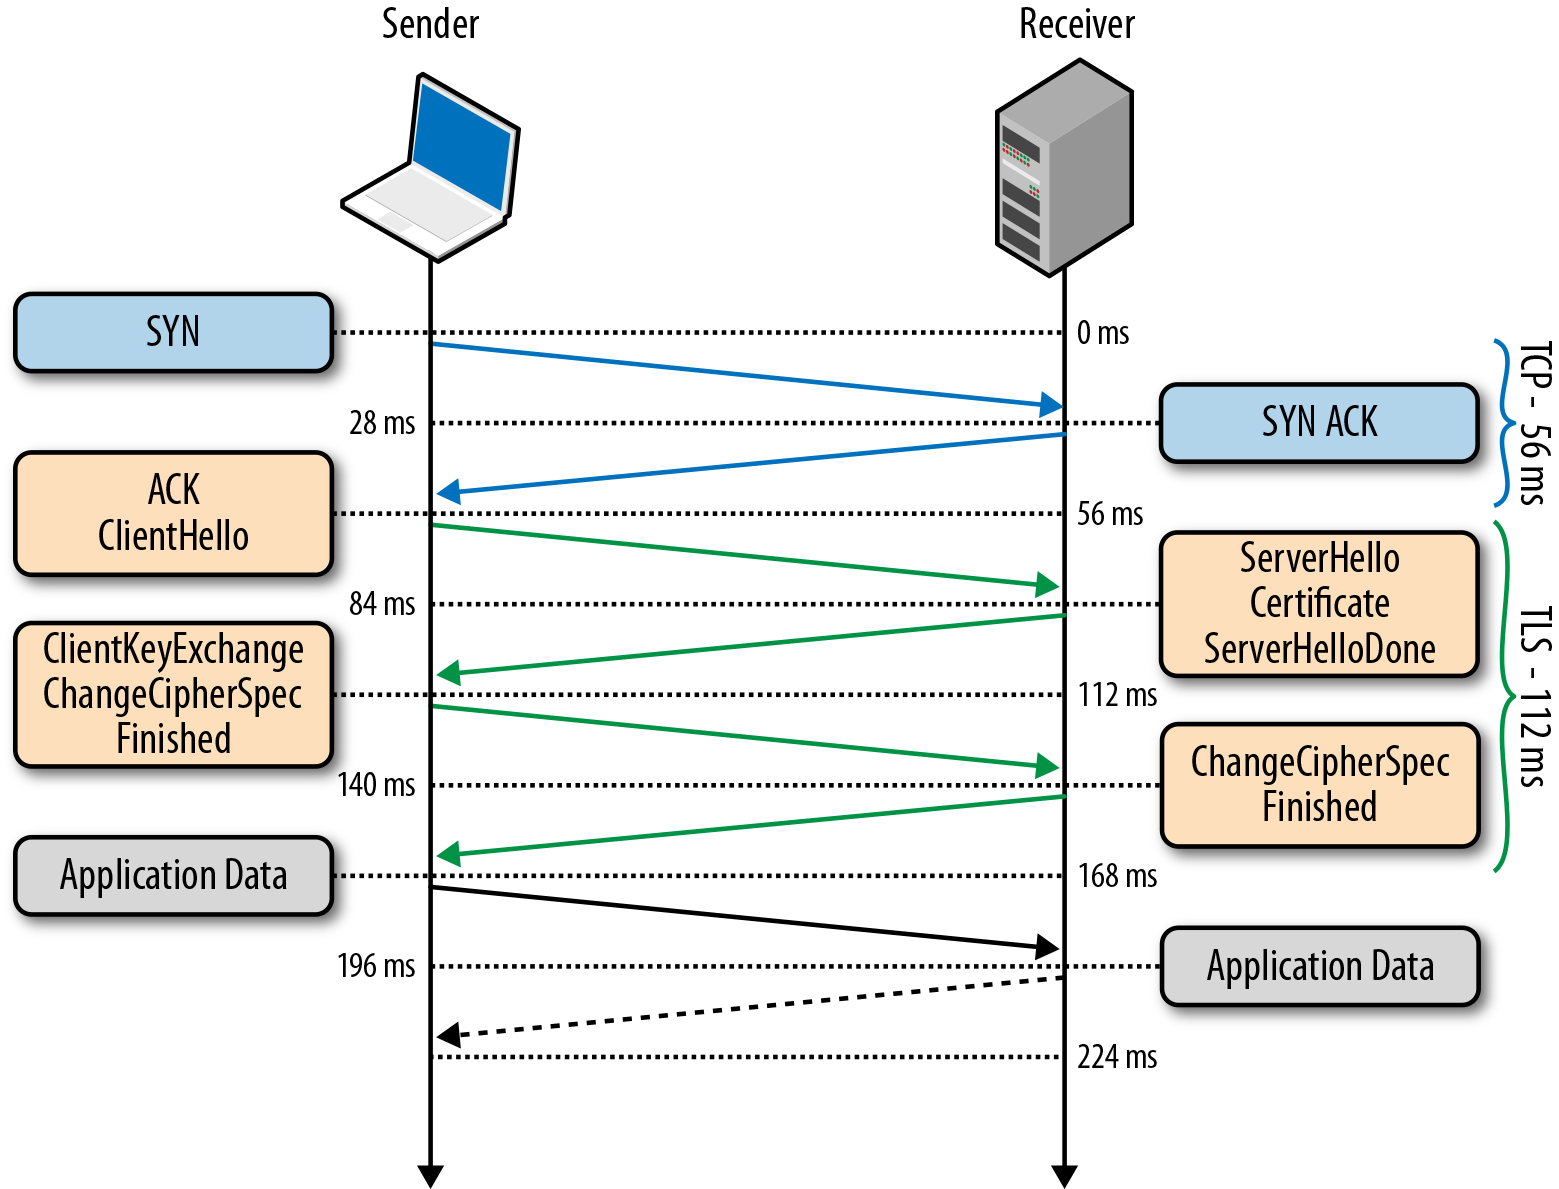 Sender
Receiver
SYN
0 ms
28 ms
SYN ACK
TCP - 56 ms
ACK
ClientHello
56 ms
84 ms
ServerHello
Certificate
ServerHelloDone
ClientKeyExchange
ChangeCipherSpec
Finished
112 ms
TLS - 112 ms
140 ms
ChangeCipherSpec
Finished
Application Data
168 ms
196 ms
Application Data
224 ms